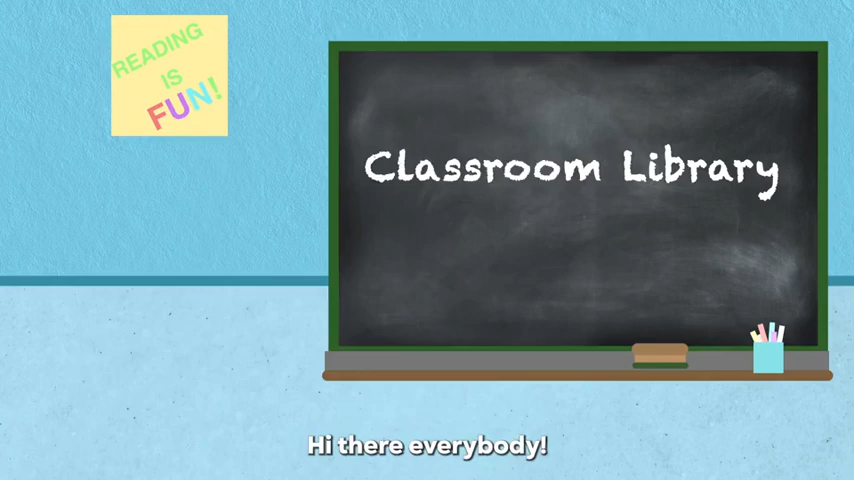 READING
IS
FUN!
Classroom Library
Hi there everybody!